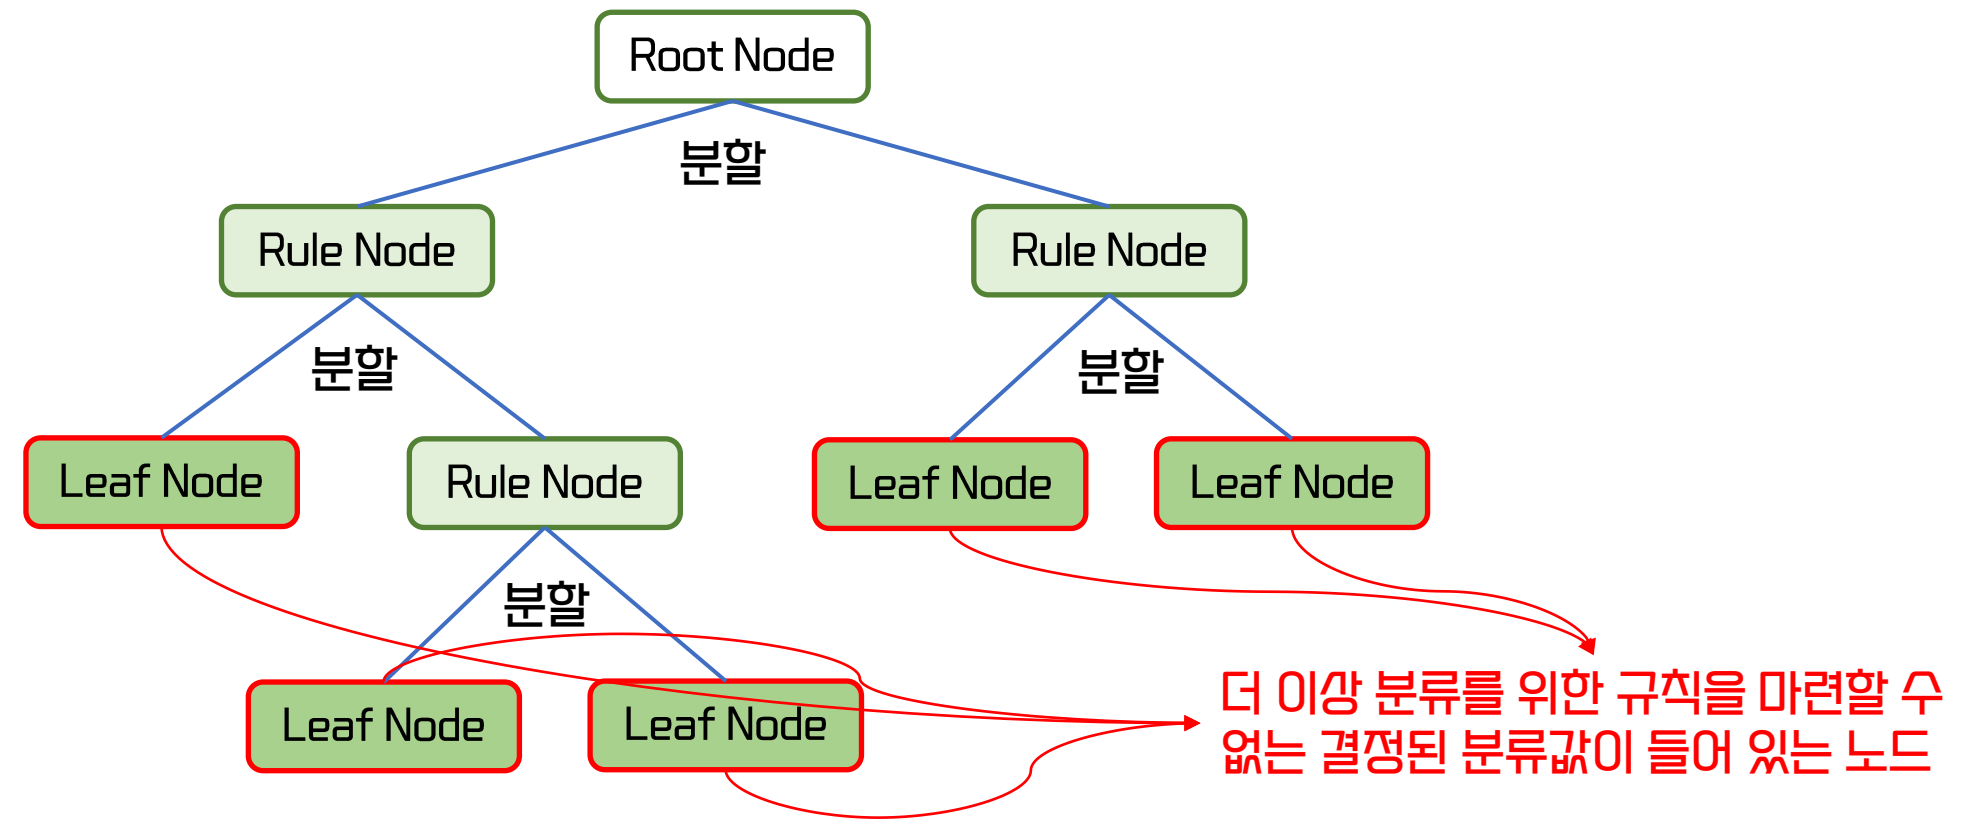 Root Node
분할
Rule Node
Rule Node
분할
분할
Leaf Node
Rule Node
Leaf Node
Leaf Node
분할
Leaf Node
Leaf Node
더 이상 분류를 위한 규칙을 마련할 수
없는 결정된 분류값이 들어 있는 노드